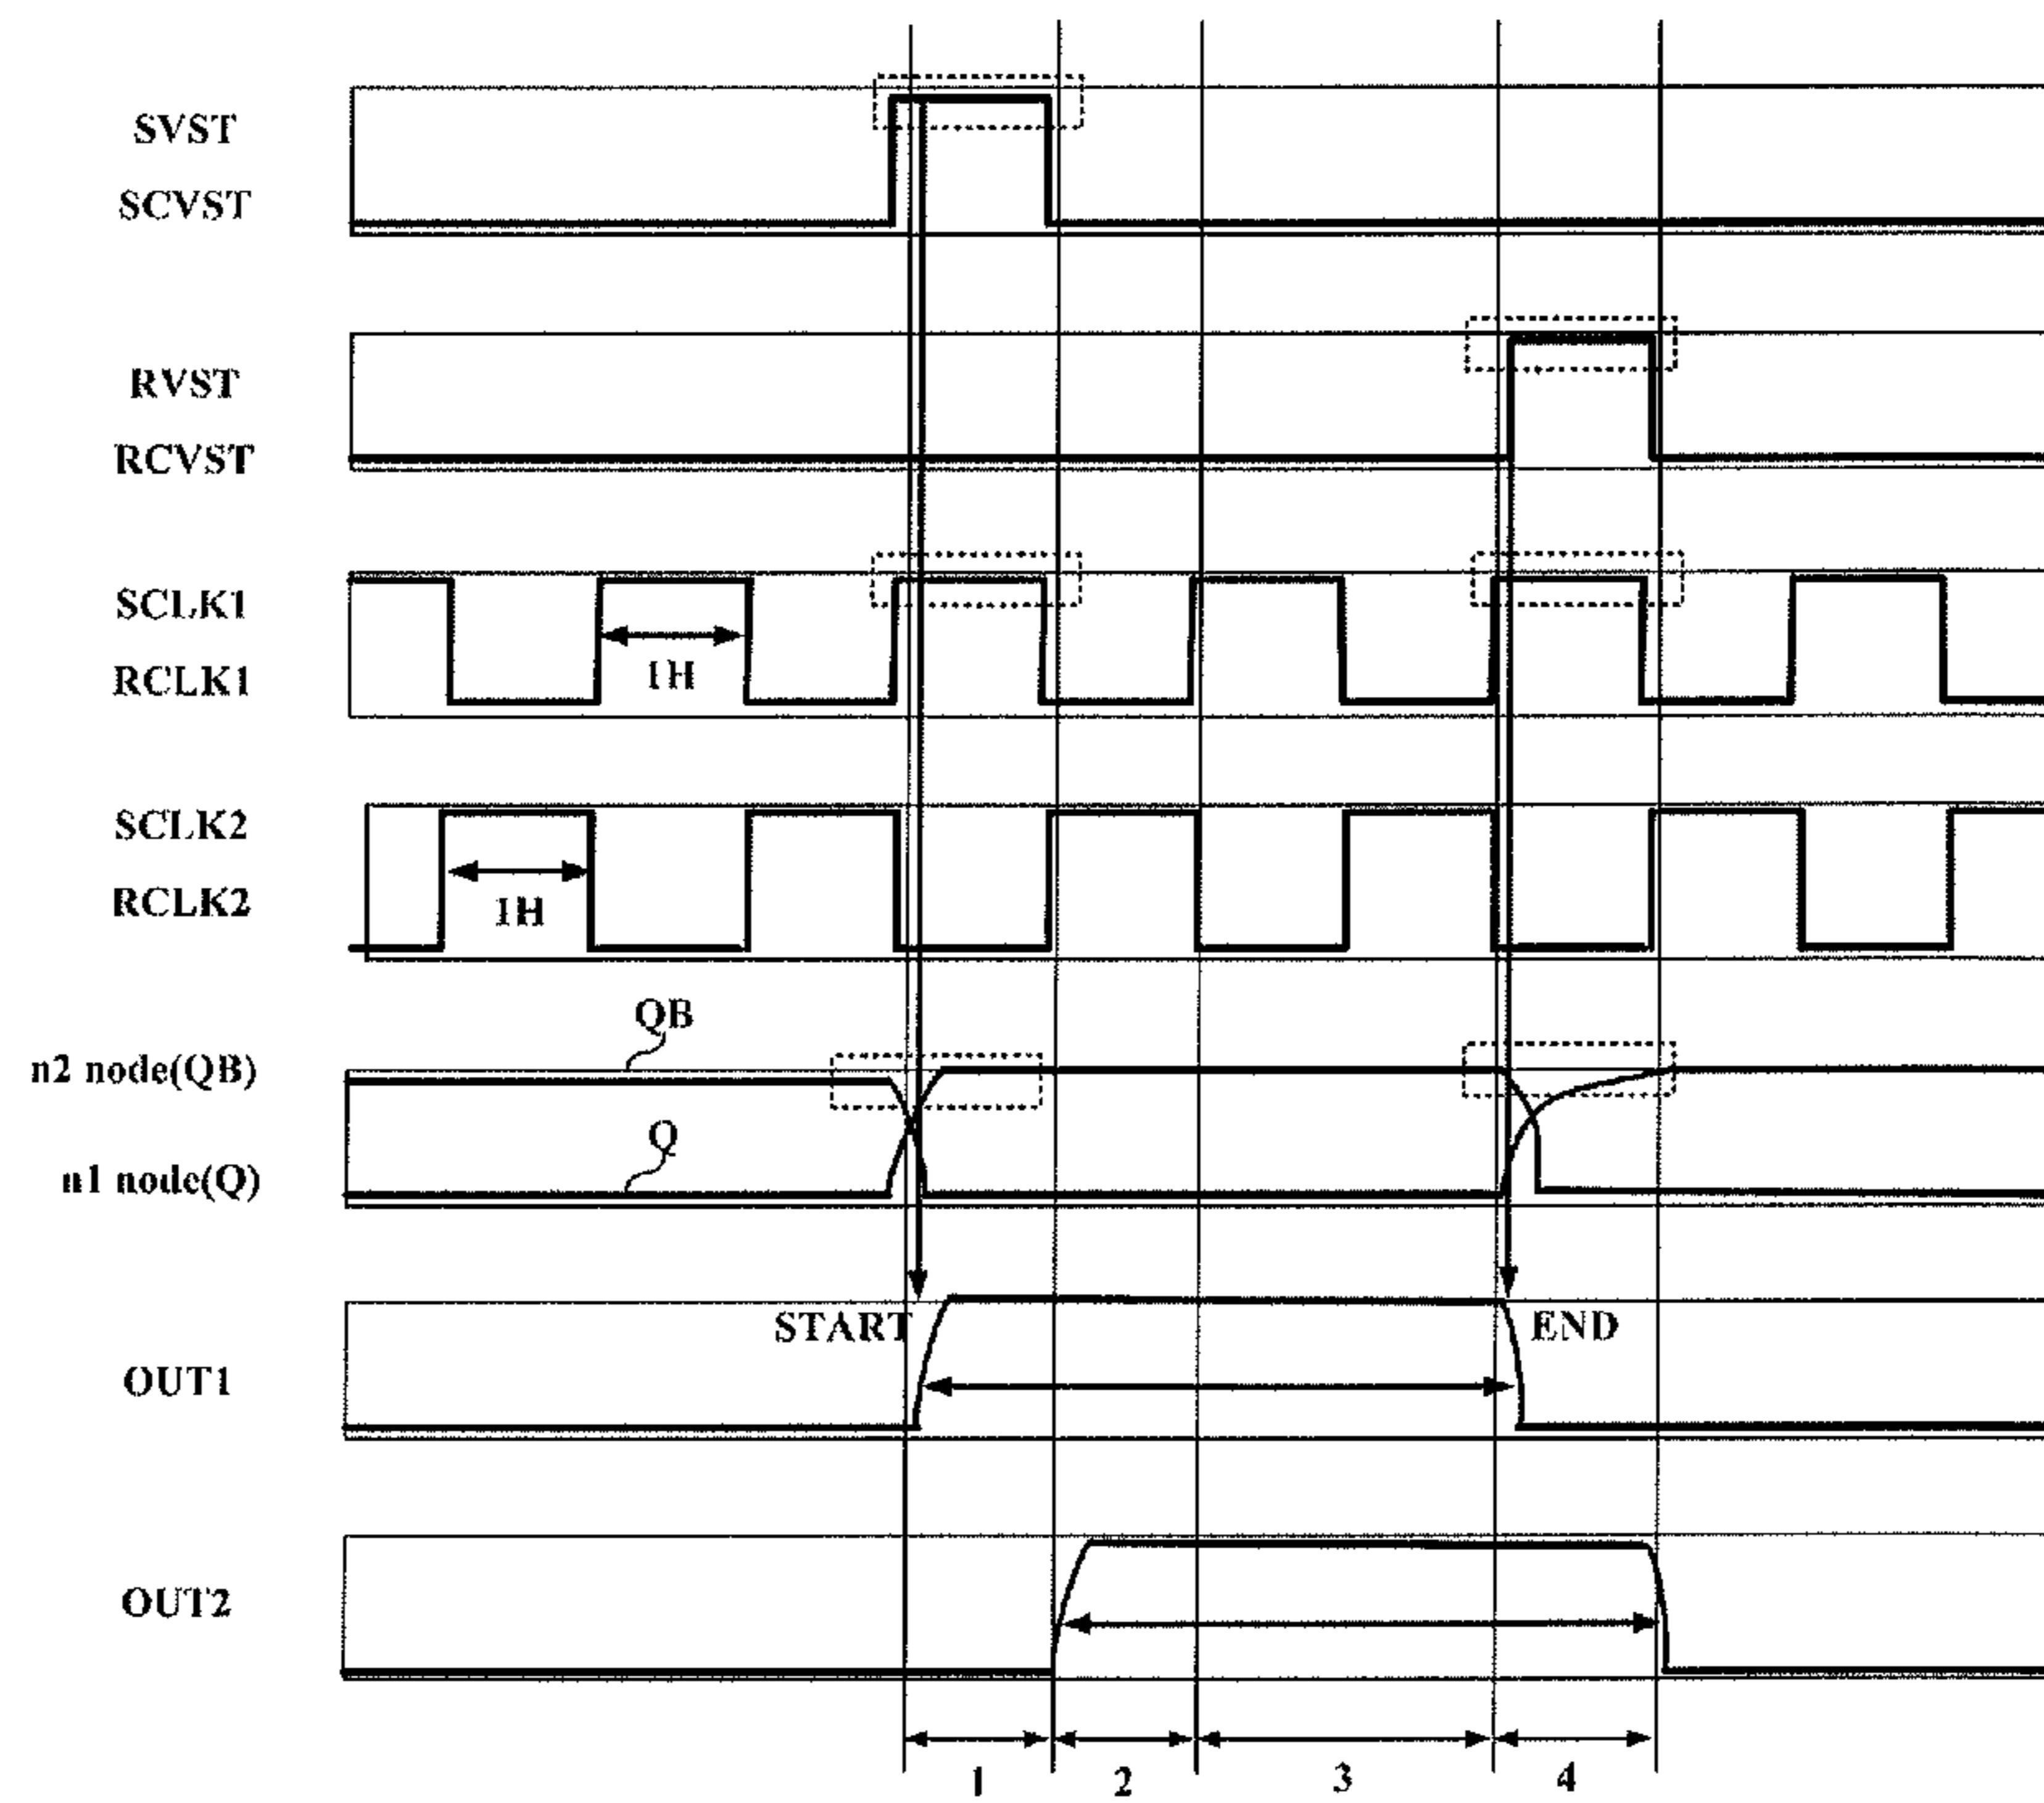 SVST
SCVST
RVST
RCVST
SCLK1
RCLK1
1H
SCLK2
RCLK2
1H
QB
n2 node(QB)
Q
n1 node(Q)
START
END
OUT1
OUT2
1
2
3
4